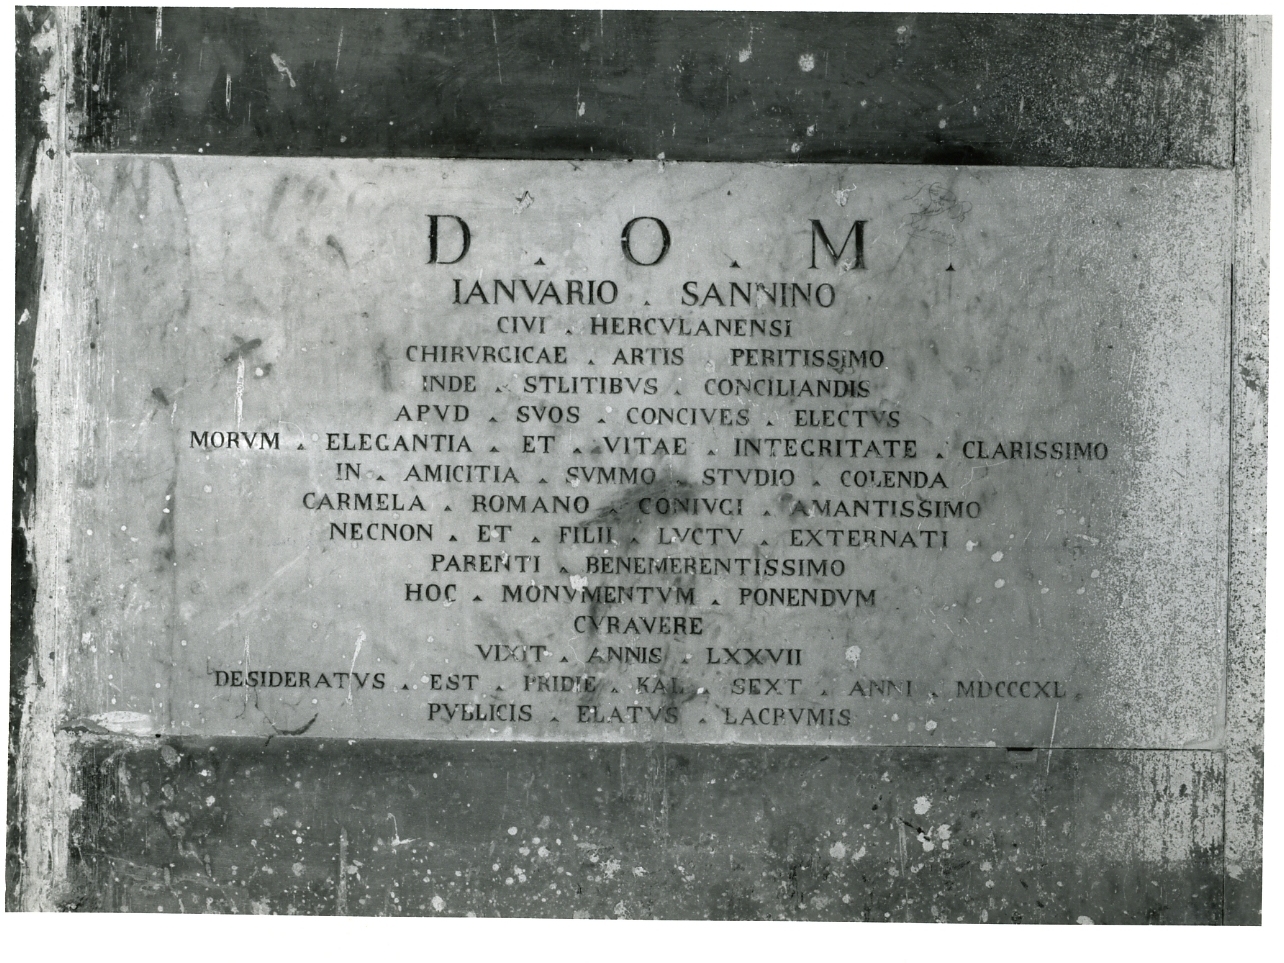 D . O . M .
IANVARIO . SANNINO
CIVI . HERCVLANENSI
CHIRVRGICAE . ARTIS . PERITISSIMO
INDE . STLITIBVS . CONCILIANDIS
APVD . SVOS . CONCIVES . ELECTVS
MORVM . ELEGANTIA . ET . VITAE . INTEGRITATE . CLARISSIMO
IN . AMICITIA . SVMMO . STVDIO . COLENDA
CARMELA . ROMANO . CONIVGI . AMANTISSIMO
NECNON . ET . FILII . LVCTV . EXTERNATI
PARENTI . BENEMERENTISSIMO
HOC . MONVMENTVM . PONENDVM
CVRAVERE
VIXIT . ANNIS . LXXVII
DESIDERATVS . EST . PRIDIE . KAL . SEXT . ANNI . MDCCCXL .
PVBLICIS . ELATVS . LACRVMIS